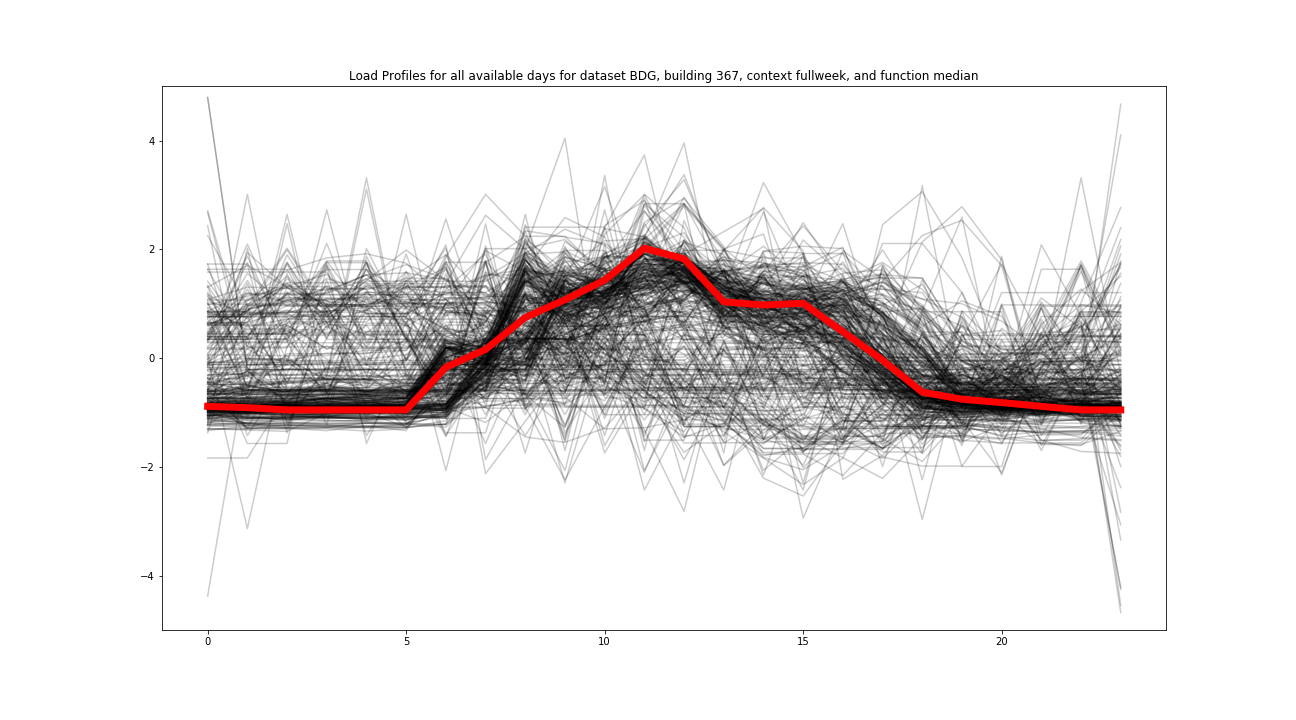 Load Profiles for all available days for dataset BDG, building 367, context fullweek, and function median
4
2
0
−2
−4
0 5 10 15 20